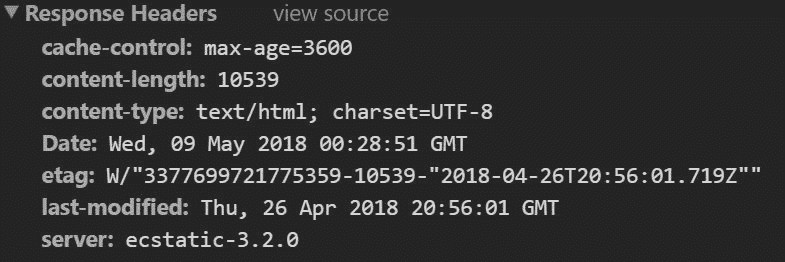 Response Headers view source
cache-control: max-age=3600
content-length: 10539
content-type: text/html; charset=UTF-8
Date: Wed, 09 May 2018 00:28:51 GMT
etag: W/"3377699721775359-10539-"2018-04-26T20:56:01.719Z""
last-modified: Thu, 26 Apr 2018 20:56:01 GMT
server: ecstatic-3.2.0